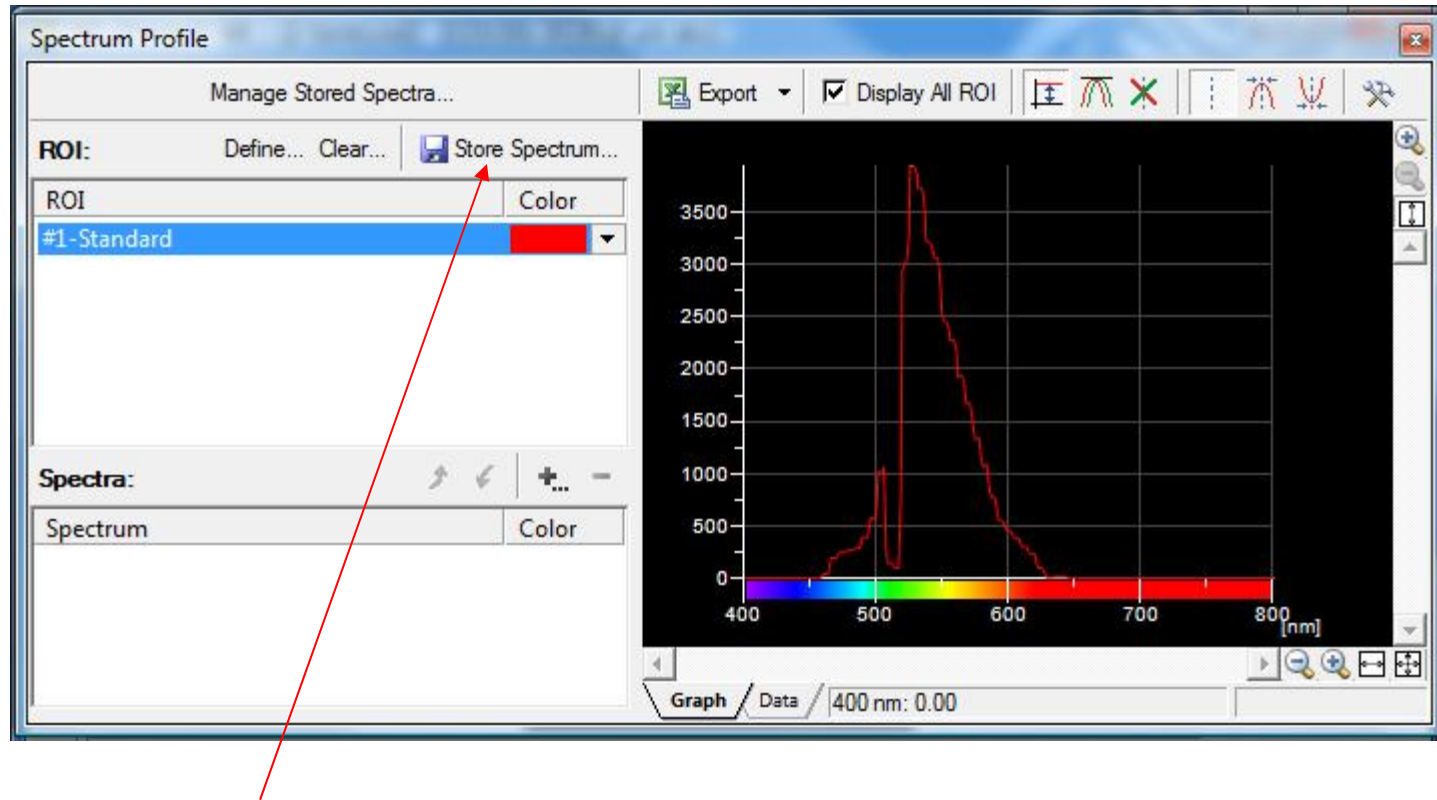 Spectrum Profile
Manage Stored Spectra...
Export
Display All ROI
ROI:
Define...
Clear...
Store Spectrum...
ROI
Color
#1-Standard
Spectra:
Spectrum
Color
3500
3000
2500
2000
1500
1000
500
0
400
500
600
700
800
[nm]
Graph
Data
400 nm: 0.00